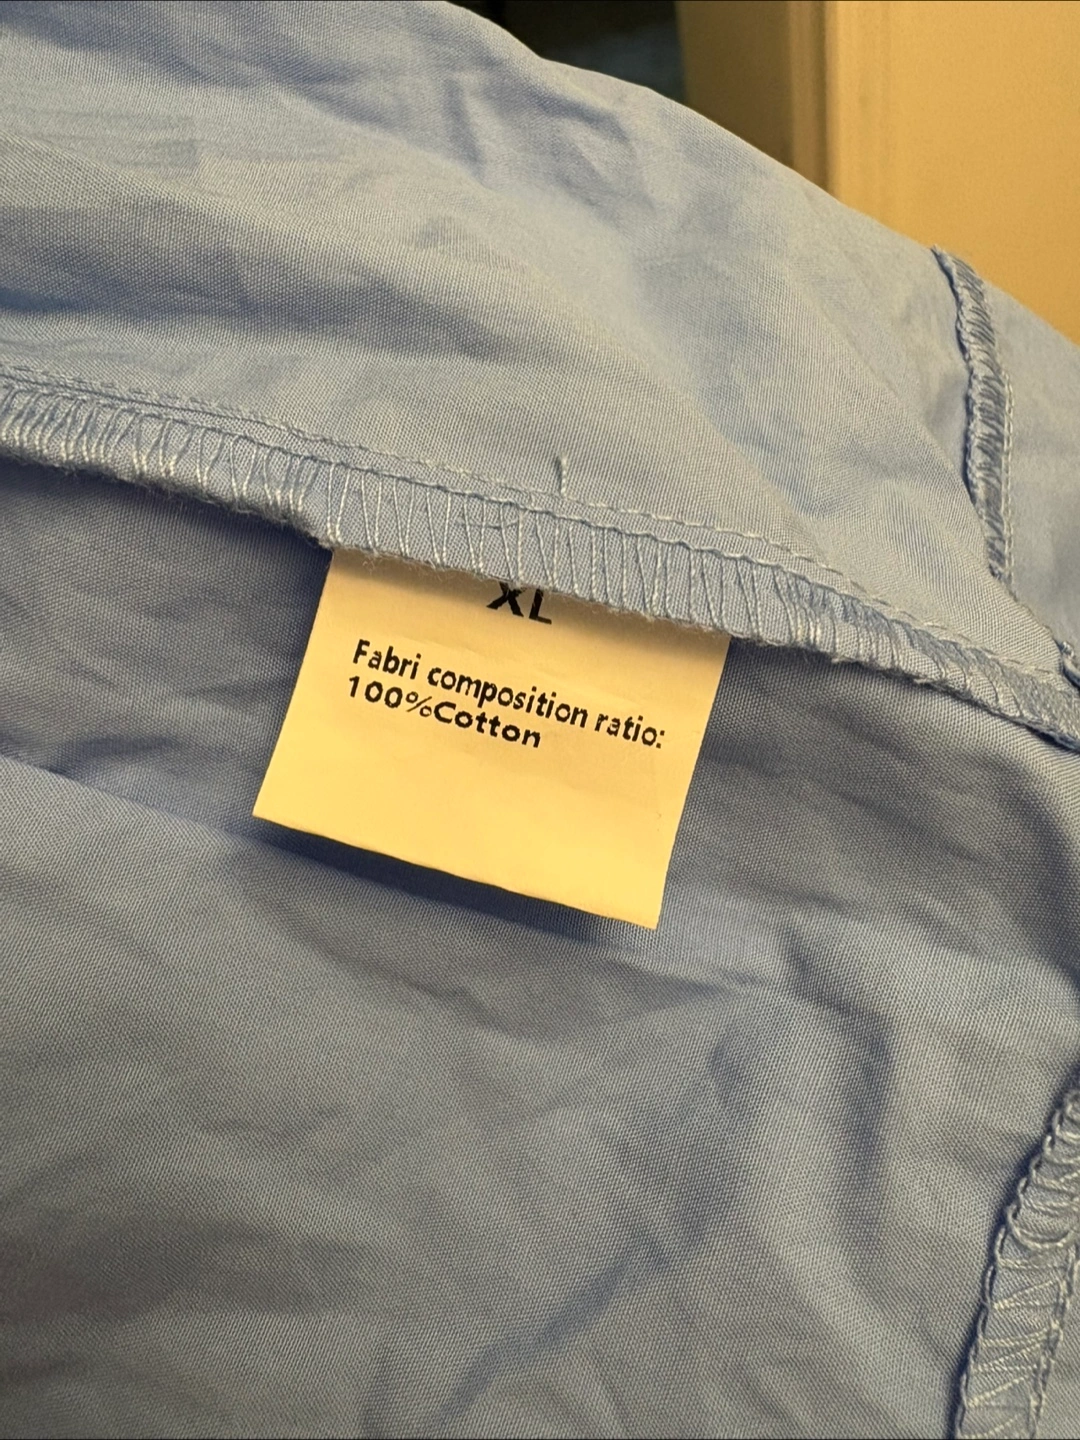 XL
Fabri composition ratio:
100%Cotton